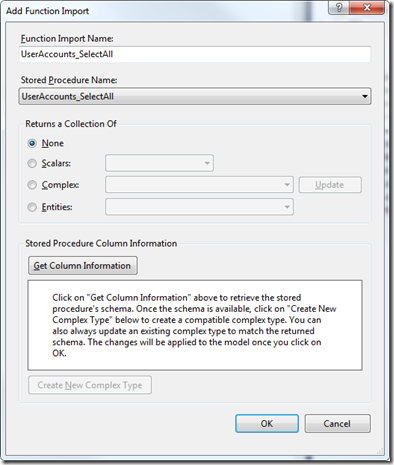 Add Function Import
Function Import Name:
UserAccounts_SelectAll
Stored Procedure Name:
UserAccounts_SelectAll
Returns a Collection Of
None
Scalars:
Complex:
Update
Entities:
Stored Procedure Column Information
Get Column Information
Click on "Get Column Information" above to retrieve the stored
procedure's schema. Once the schema is available, click on "Create New
Complex Type" below to create a compatible complex type. You can
also always update an existing complex type to match the returned
schema. The changes will be applied to the model once you click on
OK.
Create New Complex Type
OK
Cancel